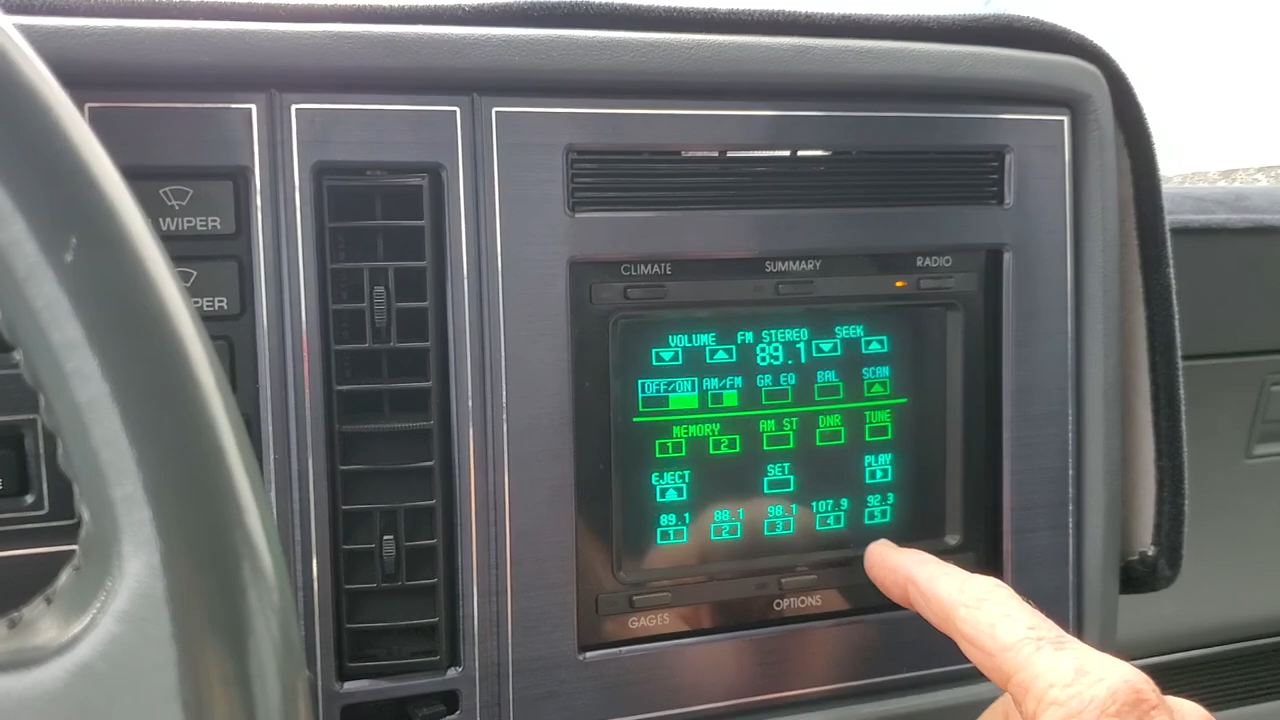 WIPER
PER
CLIMATE SUMMARY RADIO
VOLUME FM STEREO SEEK
89.1
OFF/ON AM/FM GR EQ BAL SCAN
MEMORY AM ST DNR TUNE
1 2
EJECT SET PLAY
89.1 88.1 98.1 107.9 92.3
1 2 3 4 5
GAGES OPTIONS
E